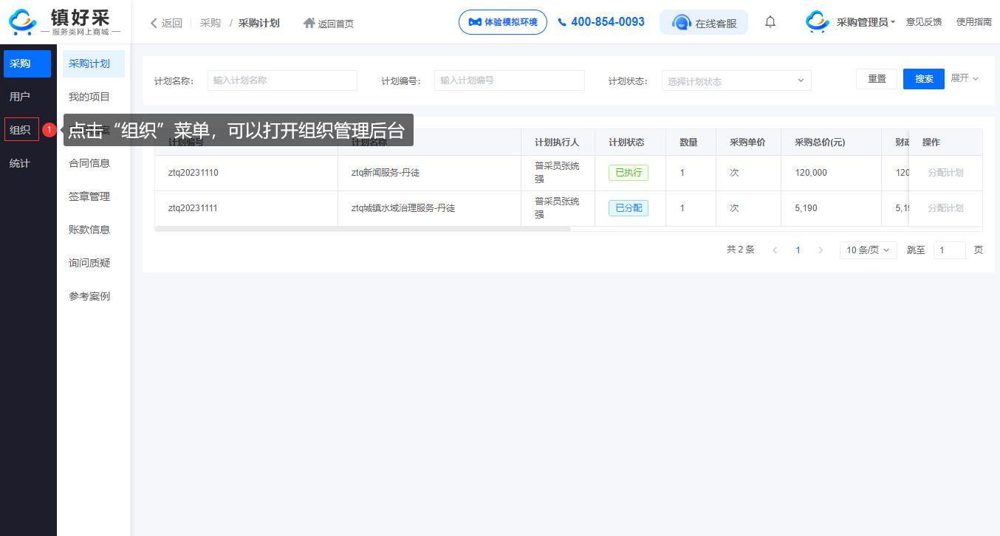 镇好采
服务类网上商城
返回
采购 / 采购计划
返回首页
体验模拟环境
400-854-0093
在线客服
采购管理员
意见反馈
使用指南
采购
用户
组织
统计
1
点击“组织”菜单，可以打开组织管理后台
采购计划
我的项目
合同信息
签章管理
账款信息
询问质疑
参考案例
计划名称： 输入计划名称
计划编号： 输入计划编号
计划状态： 选择计划状态
重置
搜索
展开
计划编号 计划名称 计划执行人 计划状态 数量 采购单价 采购总价(元) 操作
ztq20231110 ztq新闻服务-丹徒 普采员张统强 已执行 1 次 120,000 120 分配计划
ztq20231111 ztq城镇水域治理服务-丹徒 普采员张统强 已分配 1 次 5,190 分配计划
共 2 条 1 10 条/页 跳至 1 页